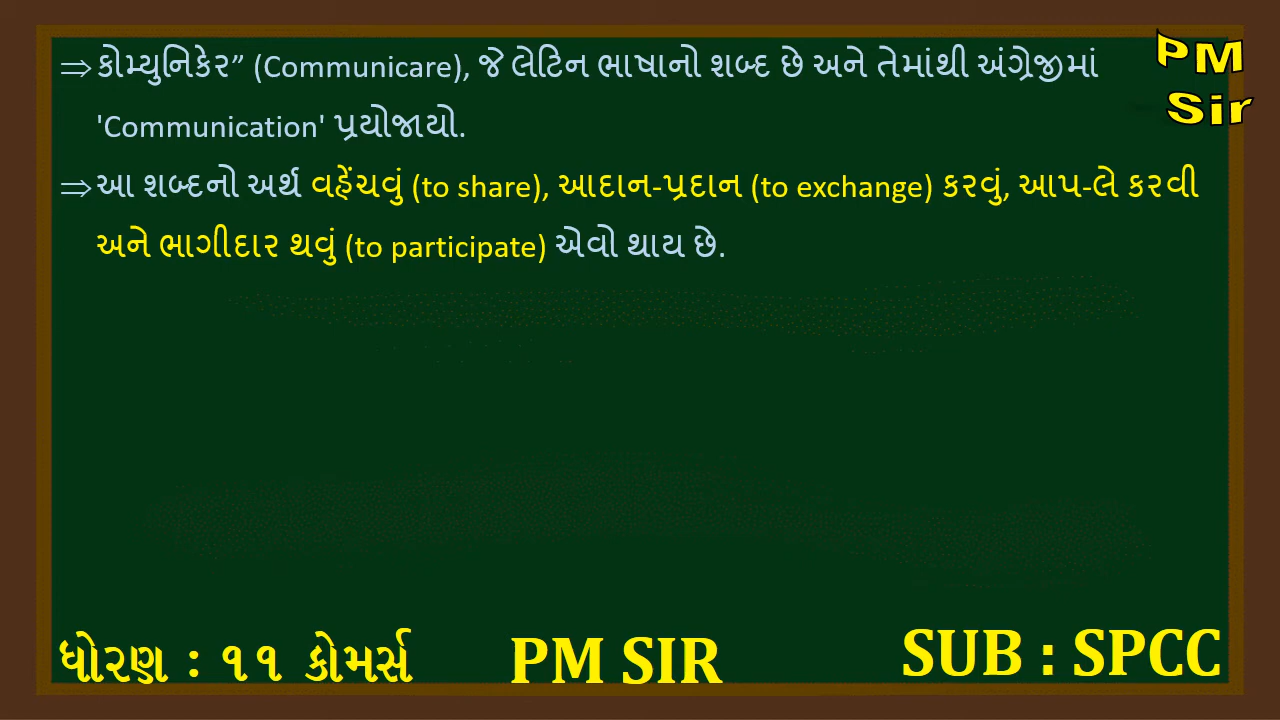 ⇒ કોમ્યુનિકેર” (Communicare), જે લેટિન ભાષાનો શબ્દ છે અને તેમાંથી અંગ્રેજીમાં
'Communication' પ્રયોજાયો.
⇒ આ શબ્દનો અર્થ વહેંચવું (to share), આદાન-પ્રદાન (to exchange) કરવું, આપ-લે કરવી
અને ભાગીદાર થવું (to participate) એવો થાય છે.
PM
Sir
ધોરણ : ૧૧ કોમર્સ
PM SIR
SUB : SPCC